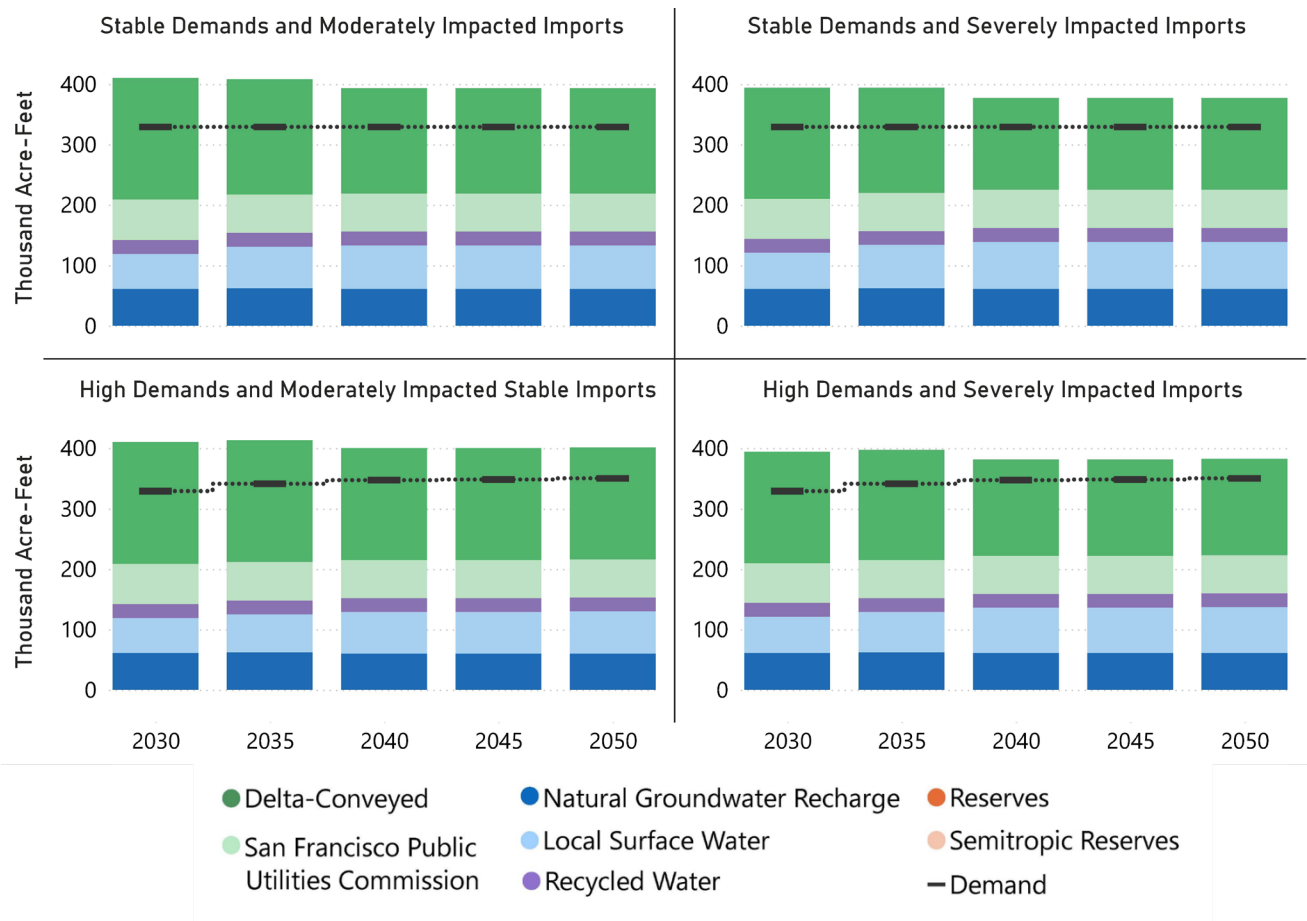 Stable Demands and Moderately Impacted Imports
Thousand Acre-Feet
400
300
200
100
0
Stable Demands and Severely Impacted Imports
400
300
200
100
0
High Demands and Moderately Impacted Stable Imports
Thousand Acre-Feet
400
300
200
100
0
2030 2035 2040 2045 2050
High Demands and Severely Impacted Imports
400
300
200
100
0
2030 2035 2040 2045 2050
Delta-Conveyed
San Francisco Public
Utilities Commission
Natural Groundwater Recharge
Local Surface Water
Recycled Water
Reserves
Semitropic Reserves
Demand